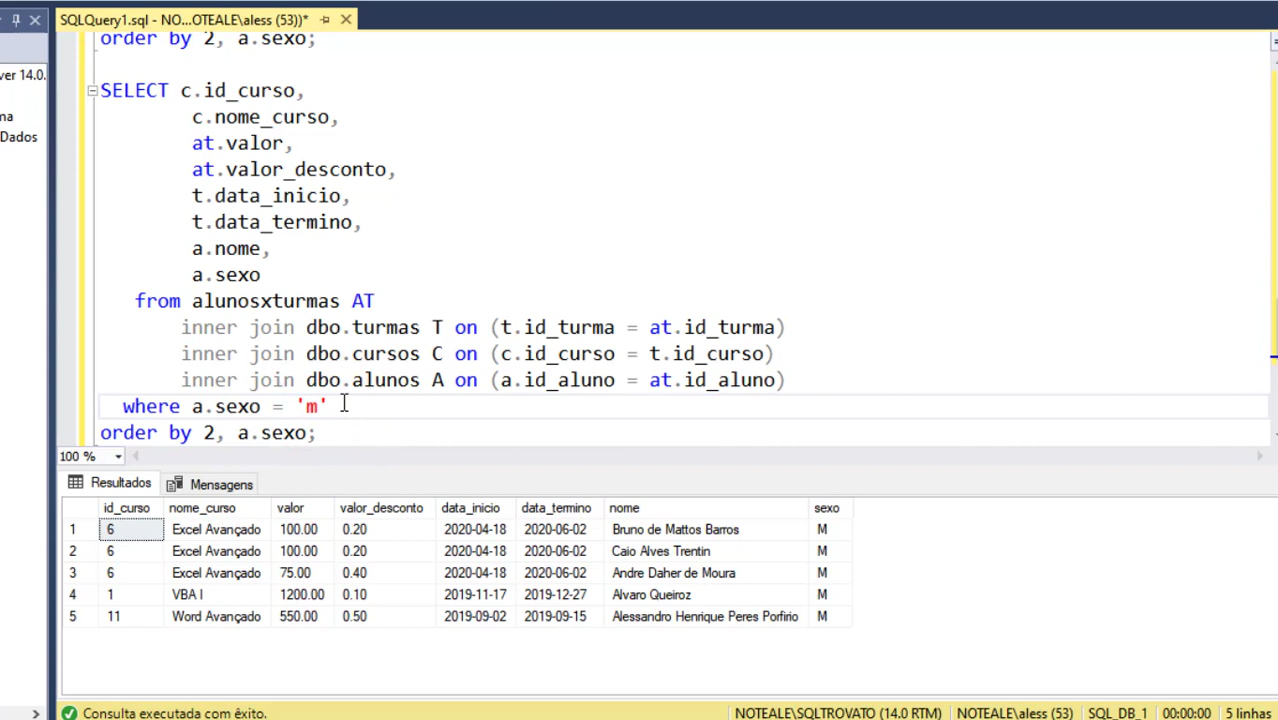 SQLQuery1.sql - NO...OTEALE\aless (53))*
ver 14.0.
ma
Dados
order by 2, a.sexo;
SELECT c.id_curso,
c.nome_curso,
at.valor,
at.valor_desconto,
t.data_inicio,
t.data_termino,
a.nome,
a.sexo
from alunosxturmas AT
inner join dbo.turmas T on (t.id_turma = at.id_turma)
inner join dbo.cursos C on (c.id_curso = t.id_curso)
inner join dbo.alunos A on (a.id_aluno = at.id_aluno)
where a.sexo = 'm'
order by 2, a.sexo;
100 %
Resultados Mensagens
id_curso nome_curso valor valor_desconto data_inicio data_termino nome sexo
1 6 Excel Avançado 100.00 0.20 2020-04-18 2020-06-02 Bruno de Mattos Barros M
2 6 Excel Avançado 100.00 0.20 2020-04-18 2020-06-02 Caio Alves Trentin M
3 6 Excel Avançado 75.00 0.40 2020-04-18 2020-06-02 Andre Daher de Moura M
4 1 VBA I 1200.00 0.10 2019-11-17 2019-12-27 Alvaro Queiroz M
5 11 Word Avançado 550.00 0.50 2019-09-02 2019-09-15 Alessandro Henrique Peres Porfirio M
Consulta executada com êxito. NOTEALE\SQLTROVATO (14.0 RTM) NOTEALE\aless (53) SQL_DB_1 00:00:00 5 linhas